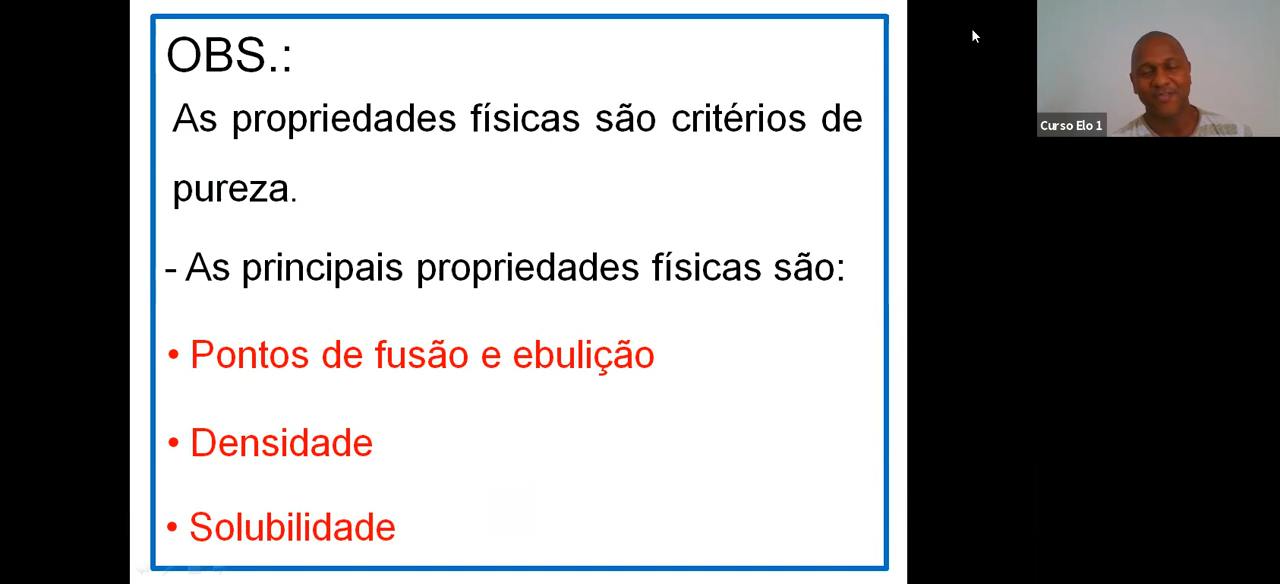 OBS.:
As propriedades físicas são critérios de
pureza.
- As principais propriedades físicas são:
• Pontos de fusão e ebulição
• Densidade
• Solubilidade
Curso Elo 1